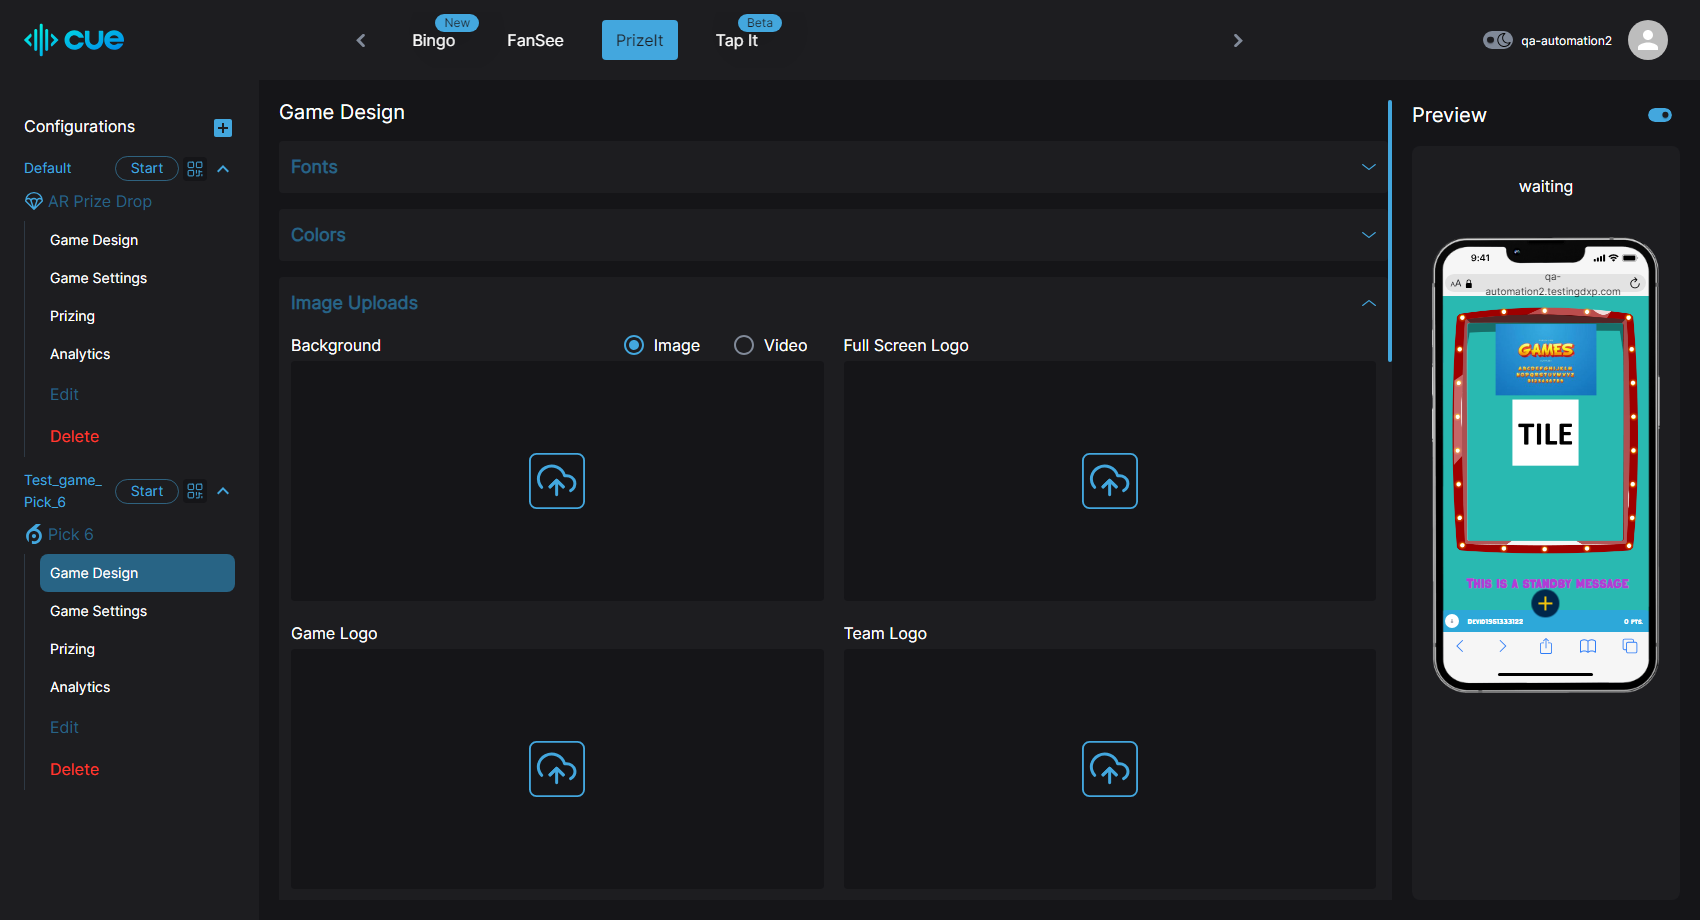 cue
New
Bingo
FanSee
PrizeIt
Beta
Tap It
qa-automation2
Configurations
Default
Start
AR Prize Drop
Game Design
Game Settings
Prizing
Analytics
Edit
Delete
Test_game_
Pick_6
Start
Pick 6
Game Design
Game Settings
Prizing
Analytics
Edit
Delete
Game Design
Fonts
Colors
Image Uploads
Background
Image
Video
Full Screen Logo
Game Logo
Team Logo
Preview
waiting
9:41
AA
qa-
automation2.testingdxp.com
GAMES
TILE
THIS IS A STANDBY MESSAGE
0 PTS.